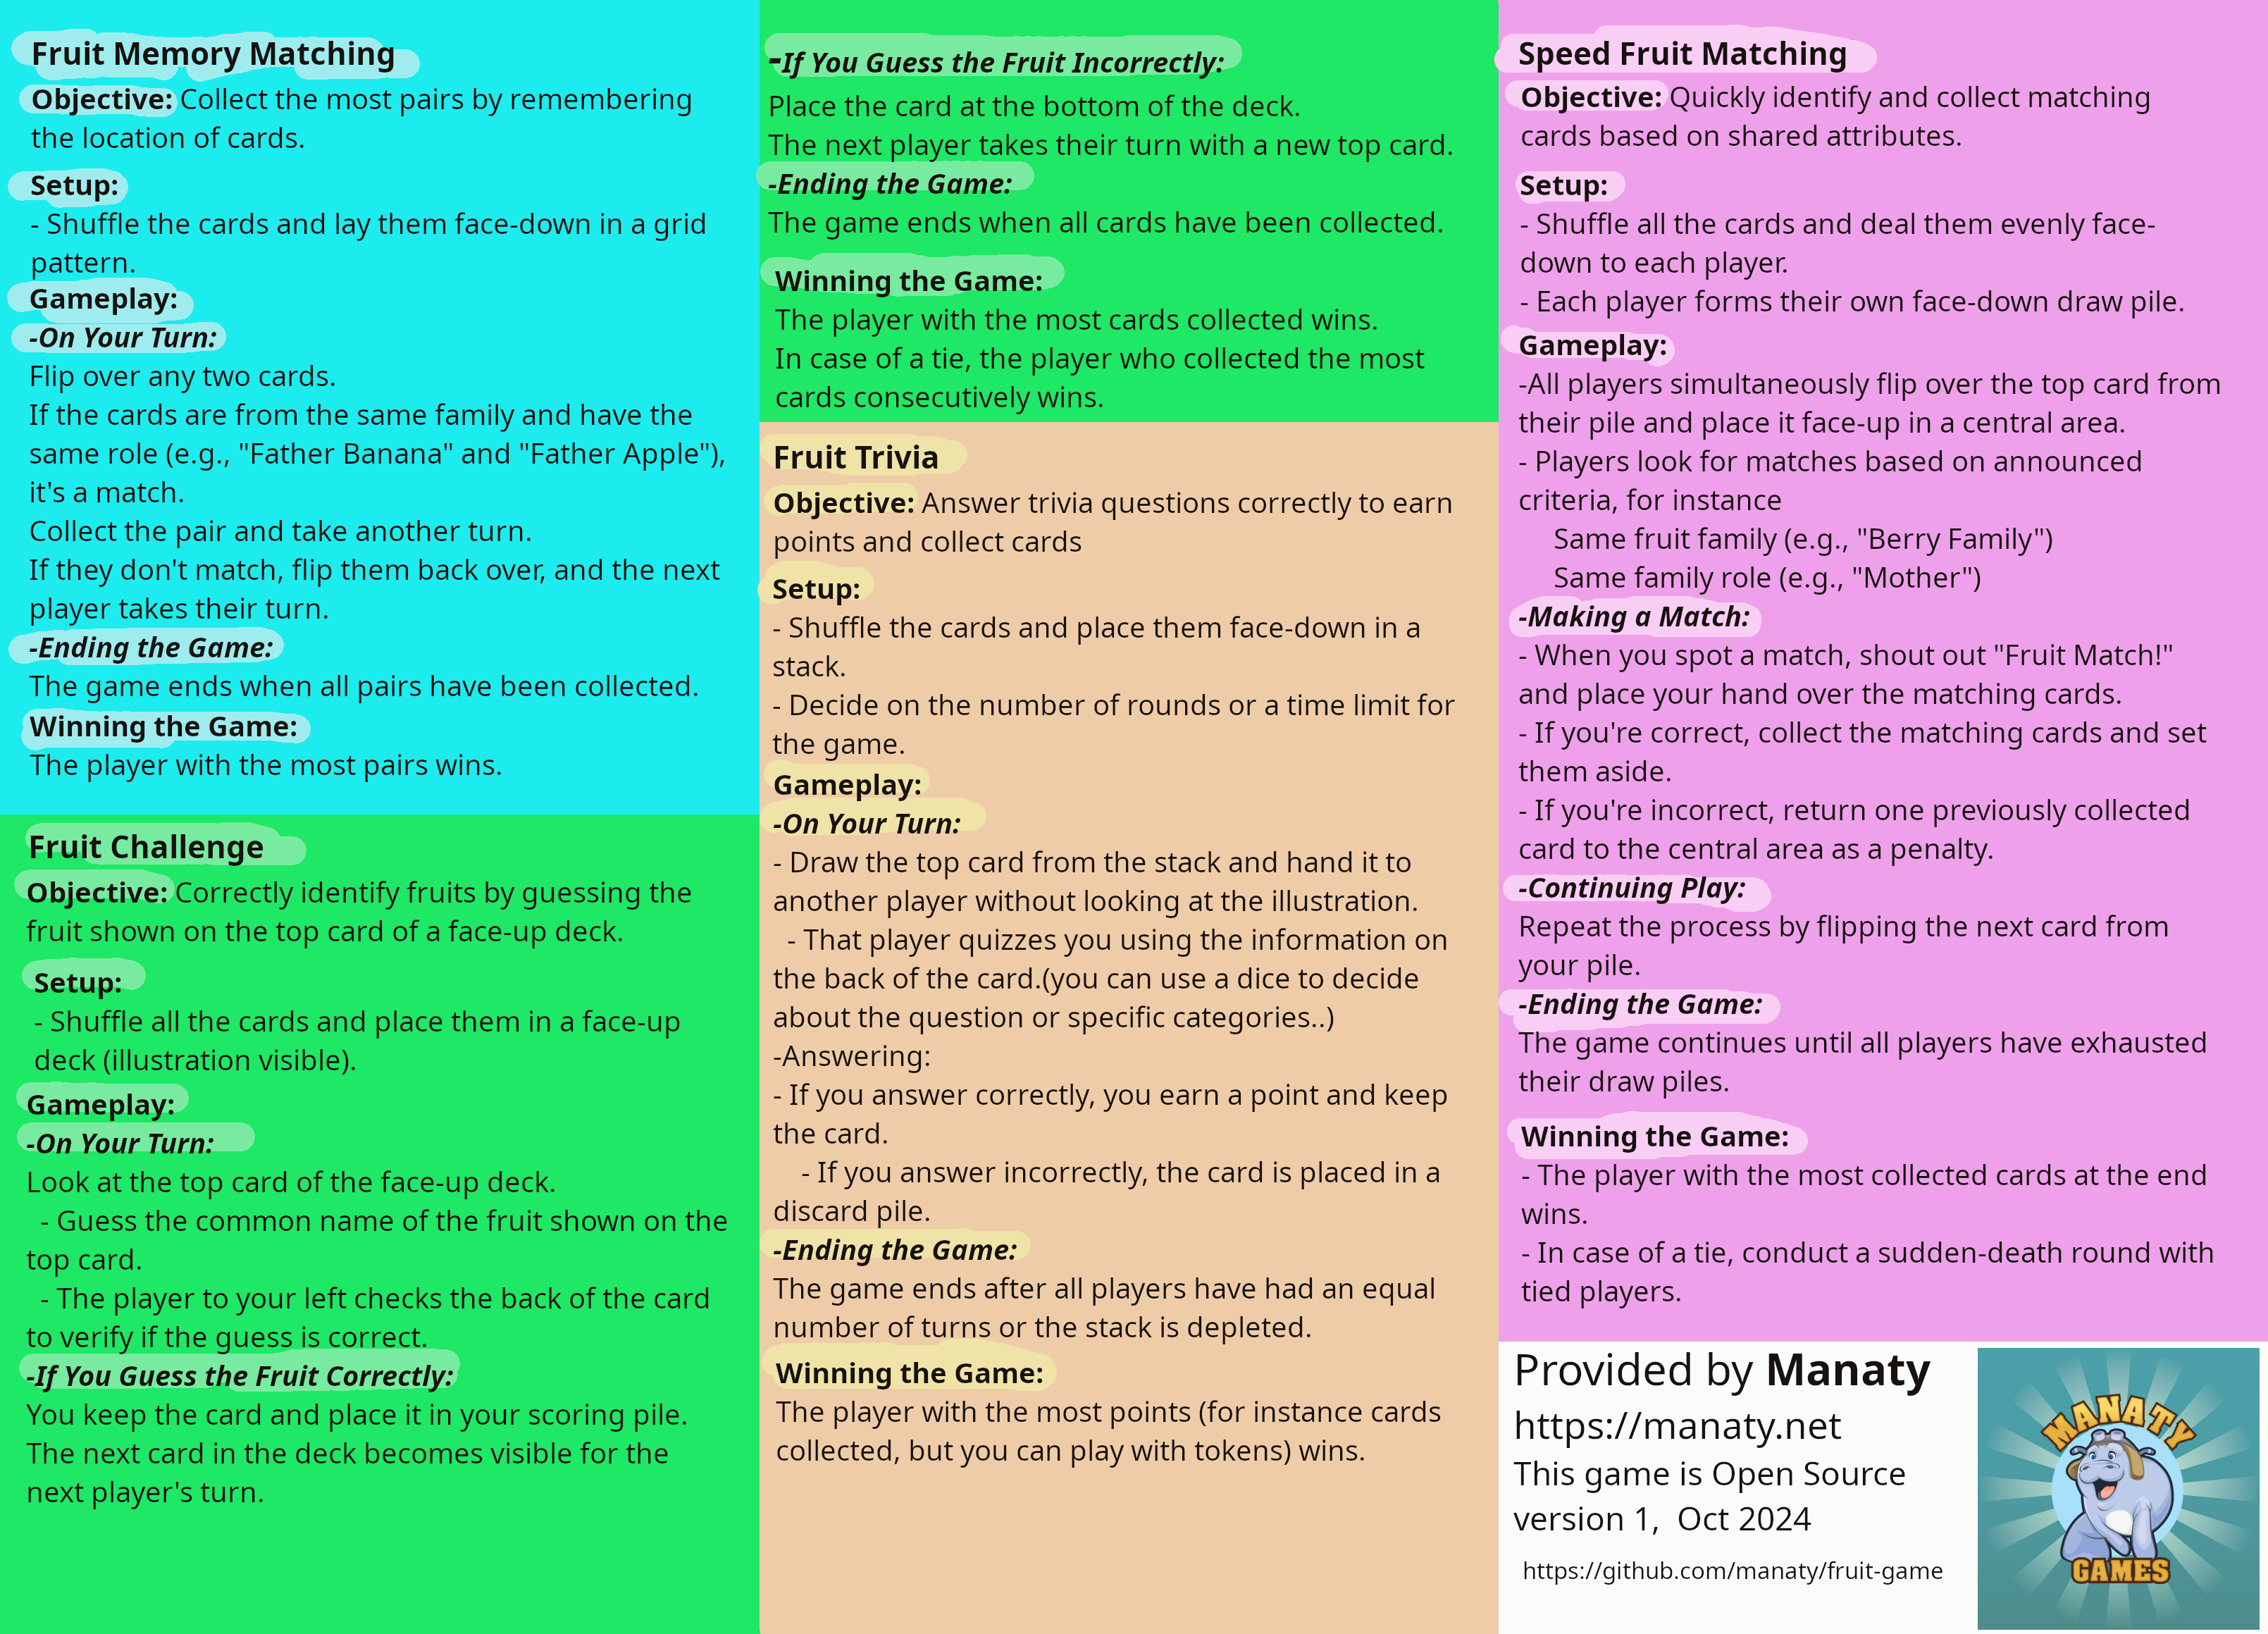 Fruit Memory Matching
Objective: Collect the most pairs by remembering
the location of cards.
Setup:
- Shuffle the cards and lay them face-down in a grid
pattern.
Gameplay:
-On Your Turn:
Flip over any two cards.
If the cards are from the same family and have the
same role (e.g., "Father Banana" and "Father Apple"),
it's a match.
Collect the pair and take another turn.
If they don't match, flip them back over, and the next
player takes their turn.
-Ending the Game:
The game ends when all pairs have been collected.
Winning the Game:
The player with the most pairs wins.
Fruit Challenge
Objective: Correctly identify fruits by guessing the
fruit shown on the top card of a face-up deck.
Setup:
- Shuffle all the cards and place them in a face-up
deck (illustration visible).
Gameplay:
-On Your Turn:
Look at the top card of the face-up deck.
- Guess the common name of the fruit shown on the
top card.
- The player to your left checks the back of the card
to verify if the guess is correct.
-If You Guess the Fruit Correctly:
You keep the card and place it in your scoring pile.
The next card in the deck becomes visible for the
next player's turn.
-If You Guess the Fruit Incorrectly:
Place the card at the bottom of the deck.
The next player takes their turn with a new top card.
-Ending the Game:
The game ends when all cards have been collected.
Winning the Game:
The player with the most cards collected wins.
In case of a tie, the player who collected the most
cards consecutively wins.
Fruit Trivia
Objective: Answer trivia questions correctly to earn
points and collect cards
Setup:
- Shuffle the cards and place them face-down in a
stack.
- Decide on the number of rounds or a time limit for
the game.
Gameplay:
-On Your Turn:
- Draw the top card from the stack and hand it to
another player without looking at the illustration.
- That player quizzes you using the information on
the back of the card.(you can use a dice to decide
about the question or specific categories..)
-Answering:
- If you answer correctly, you earn a point and keep
the card.
- If you answer incorrectly, the card is placed in a
discard pile.
-Ending the Game:
The game ends after all players have had an equal
number of turns or the stack is depleted.
Winning the Game:
The player with the most points (for instance cards
collected, but you can play with tokens) wins.
Speed Fruit Matching
Objective: Quickly identify and collect matching
cards based on shared attributes.
Setup:
- Shuffle all the cards and deal them evenly face-
down to each player.
- Each player forms their own face-down draw pile.
Gameplay:
-All players simultaneously flip over the top card from
their pile and place it face-up in a central area.
- Players look for matches based on announced
criteria, for instance
Same fruit family (e.g., "Berry Family")
Same family role (e.g., "Mother")
-Making a Match:
- When you spot a match, shout out "Fruit Match!"
and place your hand over the matching cards.
- If you're correct, collect the matching cards and set
them aside.
- If you're incorrect, return one previously collected
card to the central area as a penalty.
-Continuing Play:
Repeat the process by flipping the next card from
your pile.
-Ending the Game:
The game continues until all players have exhausted
their draw piles.
Winning the Game:
- The player with the most collected cards at the end
wins.
- In case of a tie, conduct a sudden-death round with
tied players.
Provided by Manaty
https://manaty.net
This game is Open Source
version 1, Oct 2024
https://github.com/manaty/fruit-game
MANATY
GAMES